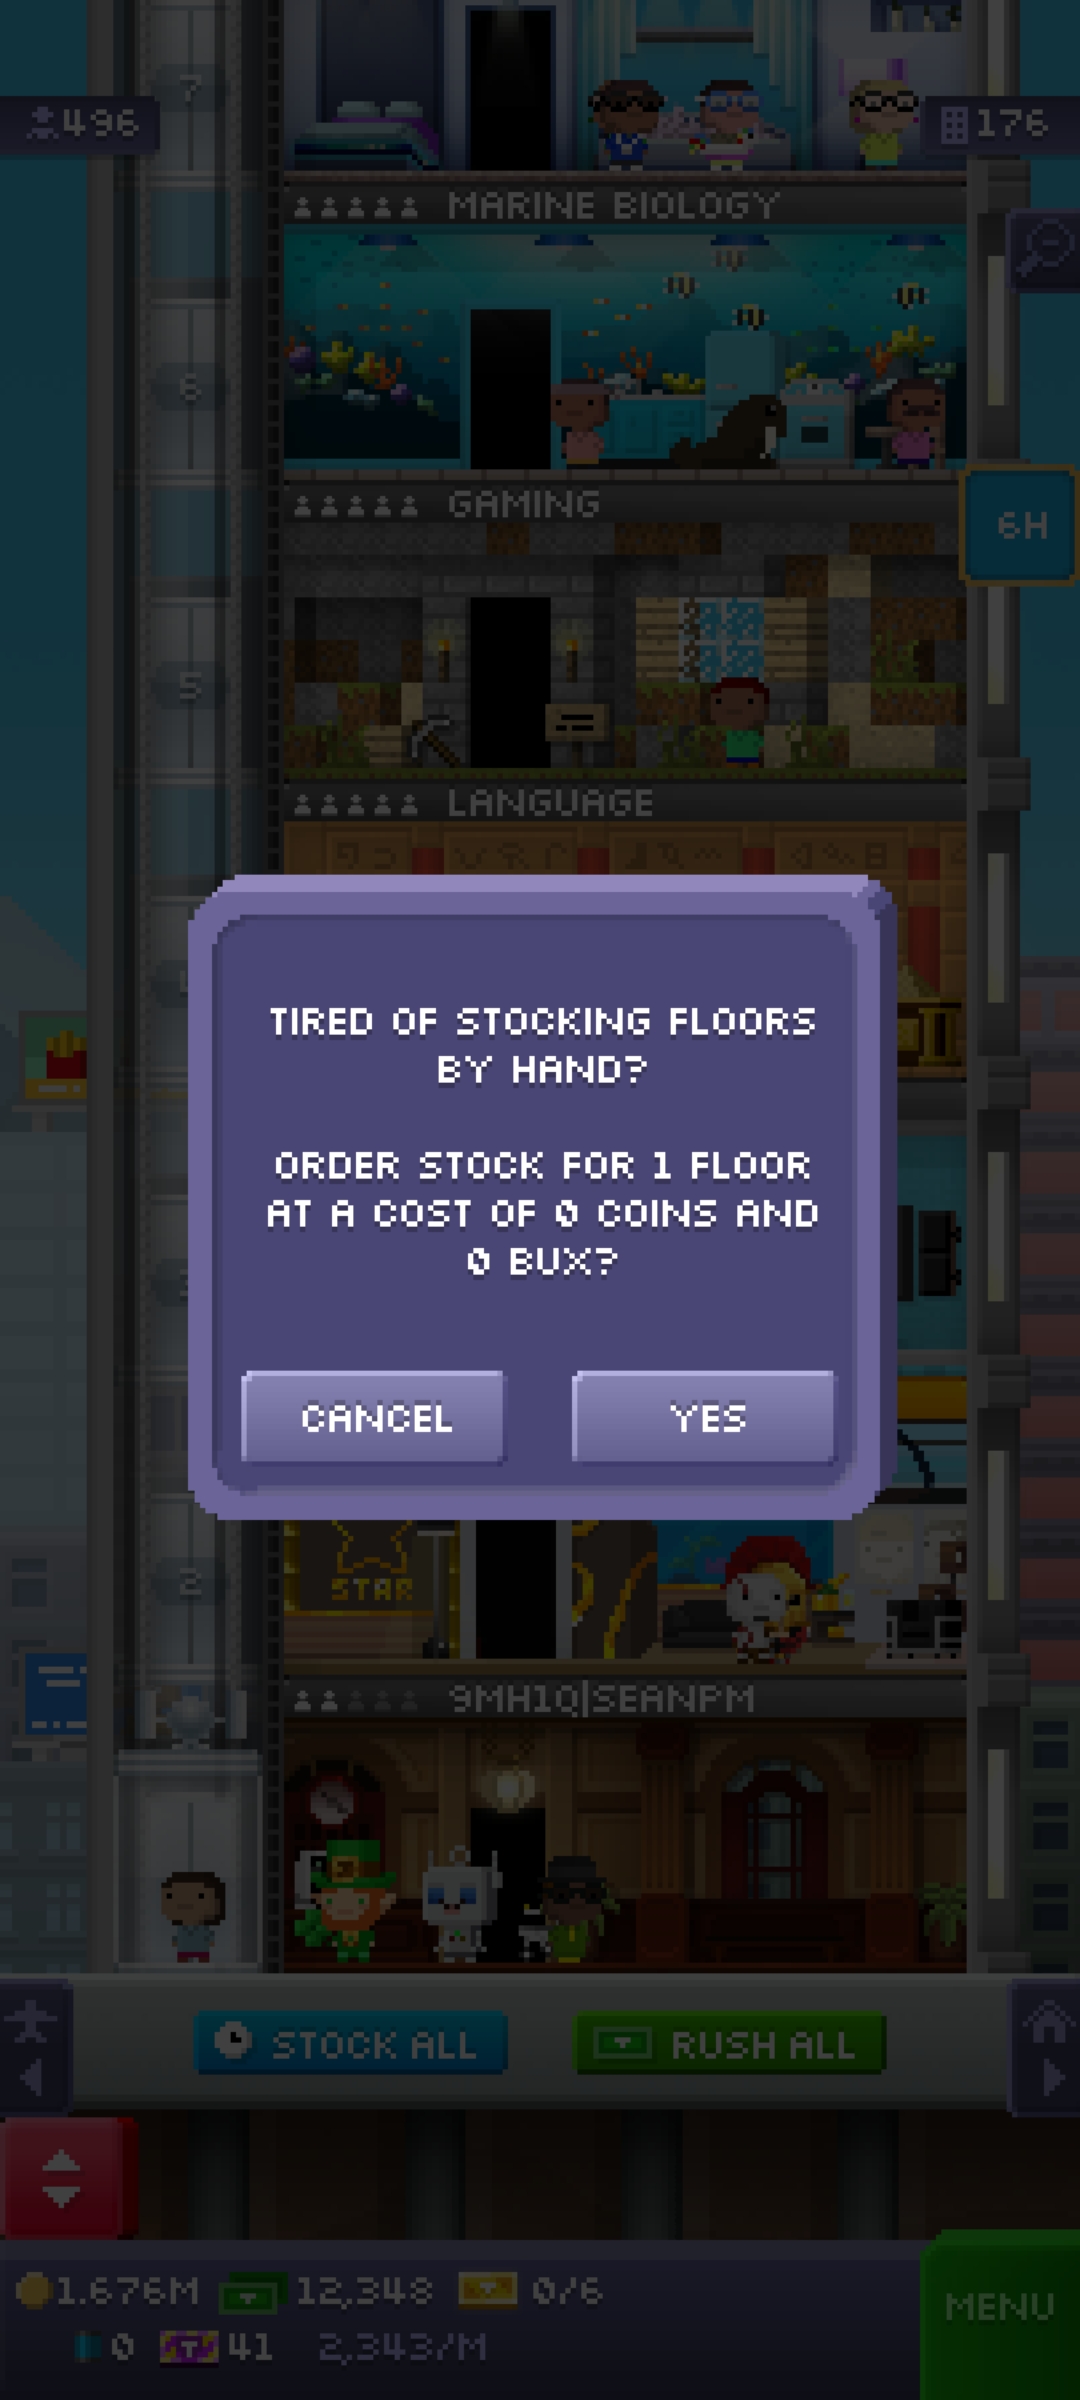 7
496
176
MARINE BIOLOGY
6
GAMING
6H
5
LANGUAGE
TIRED OF STOCKING FLOORS
BY HAND?
ORDER STOCK FOR 1 FLOOR
AT A COST OF 0 COINS AND
0 BUX?
CANCEL
YES
2
STAR
9MH1Q|SEANPM
STOCK ALL
RUSH ALL
1.676M
12,348
0/6
MENU
0
41
2,343/M